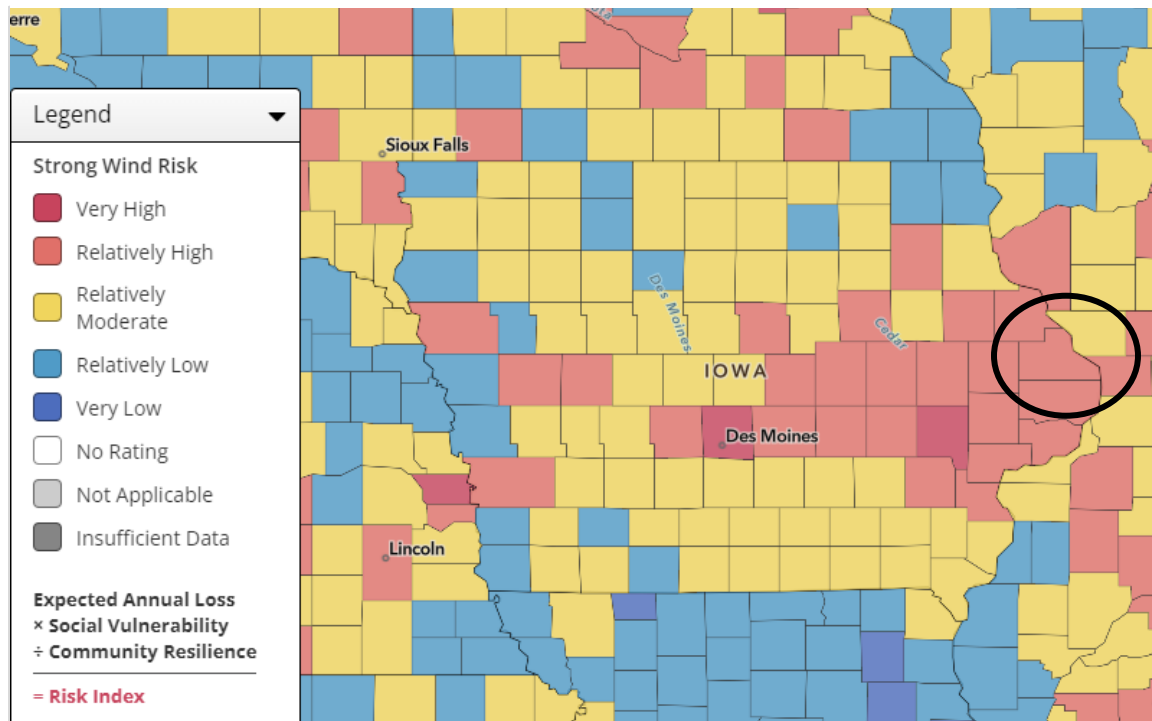 erre
Legend
Strong Wind Risk
Very High
Relatively High
Relatively
Moderate
Relatively Low
Very Low
No Rating
Not Applicable
Insufficient Data
Expected Annual Loss
× Social Vulnerability
÷ Community Resilience
= Risk Index
Sioux Falls
Des Moines
Cedar
IOWA
Des Moines
Lincoln